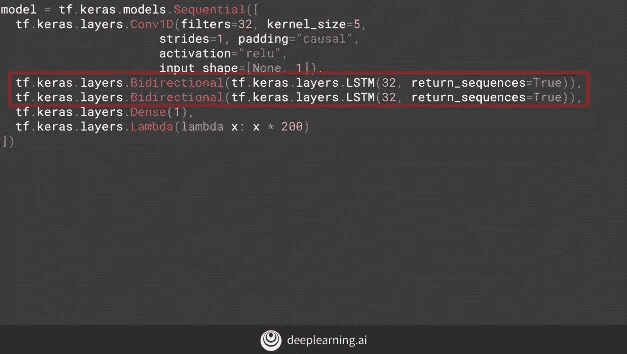 model = tf.keras.models.Sequential([
  tf.keras.layers.Conv1D(filters=32, kernel_size=5,
                      strides=1, padding="causal",
                      activation="relu",
                      input_shape=[None, 1]),
  tf.keras.layers.Bidirectional(tf.keras.layers.LSTM(32, return_sequences=True)),
  tf.keras.layers.Bidirectional(tf.keras.layers.LSTM(32, return_sequences=True)),
  tf.keras.layers.Dense(1),
  tf.keras.layers.Lambda(lambda x: x * 200)
])
deeplearning.ai